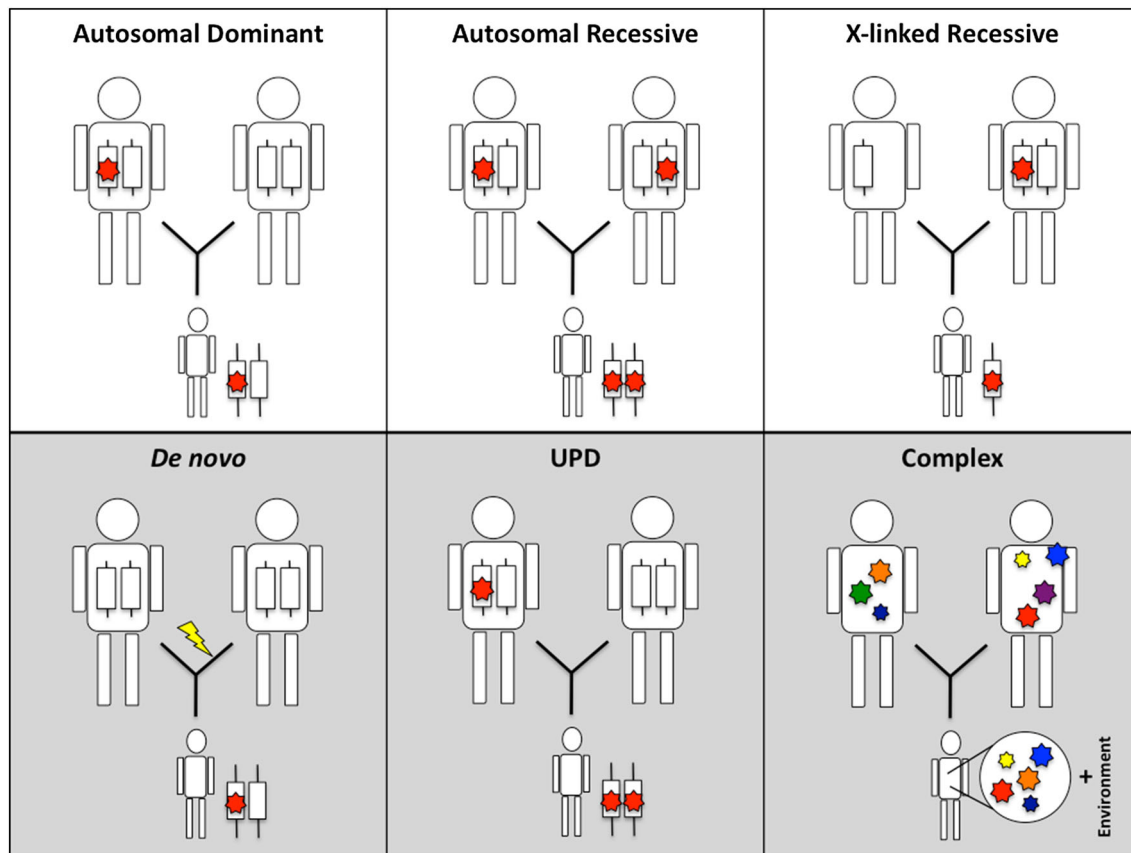 Autosomal Dominant
Autosomal Recessive
X-linked Recessive
De novo
UPD
Complex
+
Environment